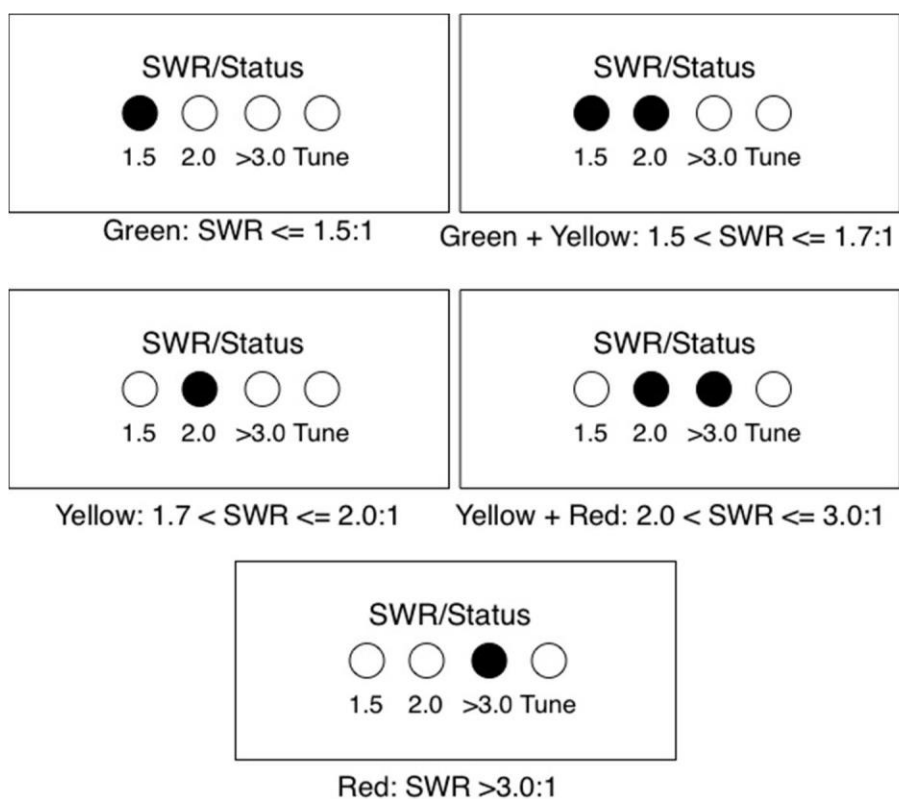 SWR/Status
1.5 2.0 >3.0 Tune
Green: SWR <= 1.5:1
SWR/Status
1.5 2.0 >3.0 Tune
Green + Yellow: 1.5 < SWR <= 1.7:1
SWR/Status
1.5 2.0 >3.0 Tune
Yellow: 1.7 < SWR <= 2.0:1
SWR/Status
1.5 2.0 >3.0 Tune
Yellow + Red: 2.0 < SWR <= 3.0:1
SWR/Status
1.5 2.0 >3.0 Tune
Red: SWR >3.0:1